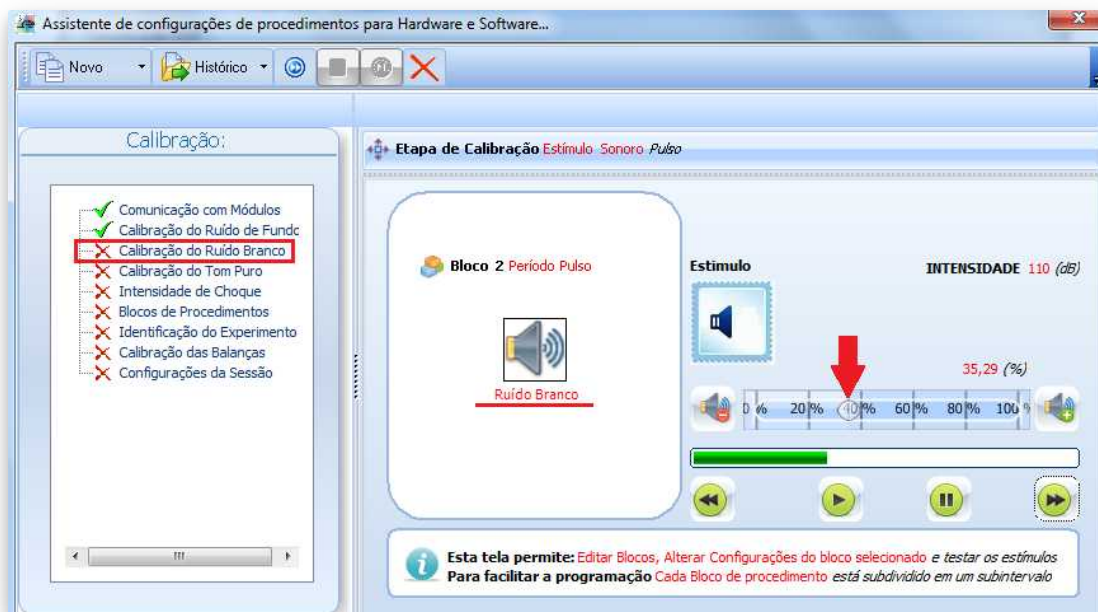 Assistente de configurações de procedimentos para Hardware e Software...
Novo Histórico
Calibração:
Comunicação com Módulos
Calibração do Ruído de Fundc
Calibração do Ruído Branco
Calibração do Tom Puro
Intensidade de Choque
Blocos de Procedimentos
Identificação do Experimento
Calibração das Balanças
Configurações da Sessão
Etapa de Calibração Estímulo Sonoro Pulso
Bloco 2 Período Pulso
Ruído Branco
Estimulo
INTENSIDADE 110 (dB)
35,29 (%)
0 % 20 % 40 % 60 % 80 % 100 %
Esta tela permite: Editar Blocos, Alterar Configurações do bloco selecionado e testar os estímulos
Para facilitar a programação Cada Bloco de procedimento está subdividido em um subintervalo